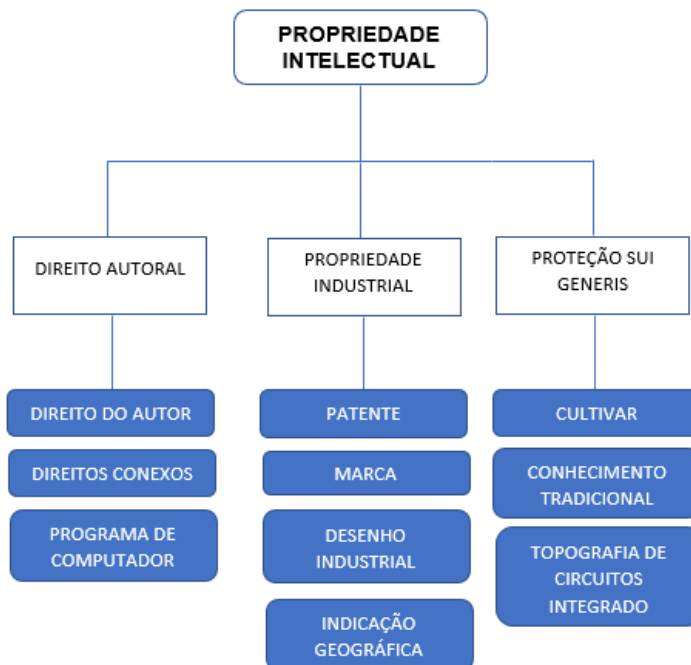 PROPRIEDADE
INTELECTUAL
DIREITO AUTORAL
PROPRIEDADE
INDUSTRIAL
PROTEÇÃO SUI
GENERIS
DIREITO DO AUTOR
DIREITOS CONEXOS
PROGRAMA DE
COMPUTADOR
PATENTE
MARCA
DESENHO
INDUSTRIAL
INDICAÇÃO
GEOGRÁFICA
CULTIVAR
CONHECIMENTO
TRADICIONAL
TOPOGRAFIA DE
CIRCUITOS
INTEGRADO